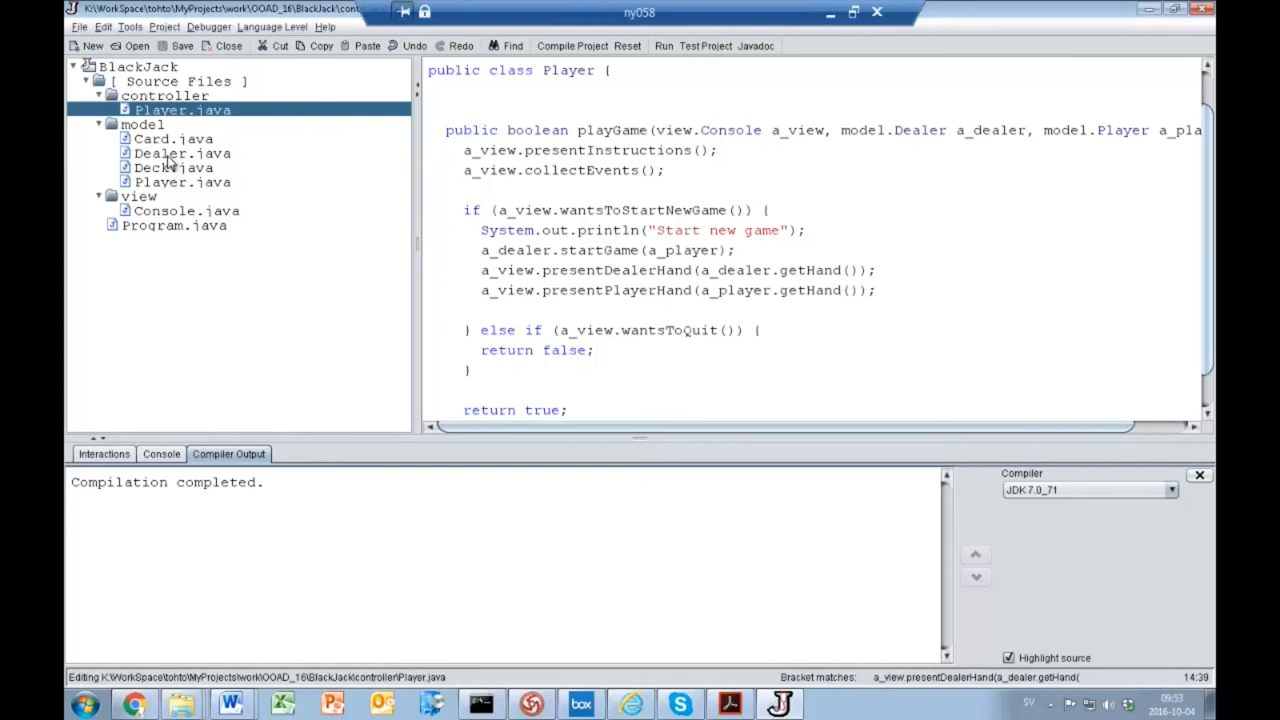 K:\WorkSpace\tohto\MyProjects\work\OOAD_16\BlackJack\cont
ny058
File Edit Tools Project Debugger Language Level Help
New Open Save Close Cut Copy Paste Undo Redo Find Compile Project Reset Run Test Project Javadoc
BlackJack
[ Source Files ]
controller
Player.java
model
Card.java
Dealer.java
Deck.java
Player.java
view
Console.java
Program.java
public class Player {
public boolean playGame(view.Console a_view, model.Dealer a_dealer, model.Player a_pla
a_view.presentInstructions();
a_view.collectEvents();
if (a_view.wantsToStartNewGame()) {
System.out.println("Start new game");
a_dealer.startGame(a_player);
a_view.presentDealerHand(a_dealer.getHand());
a_view.presentPlayerHand(a_player.getHand());
} else if (a_view.wantsToQuit()) {
return false;
}
return true;
Interactions Console Compiler Output
Compilation completed.
Compiler
JDK 7.0_71
Highlight source
Editing K:\WorkSpace\tohto\MyProjects\work\OOAD_16\BlackJack\controller\Player.java
Bracket matches: a_view.presentDealerHand(a_dealer.getHand(
14:39
box
SV
09:53
2016-10-04